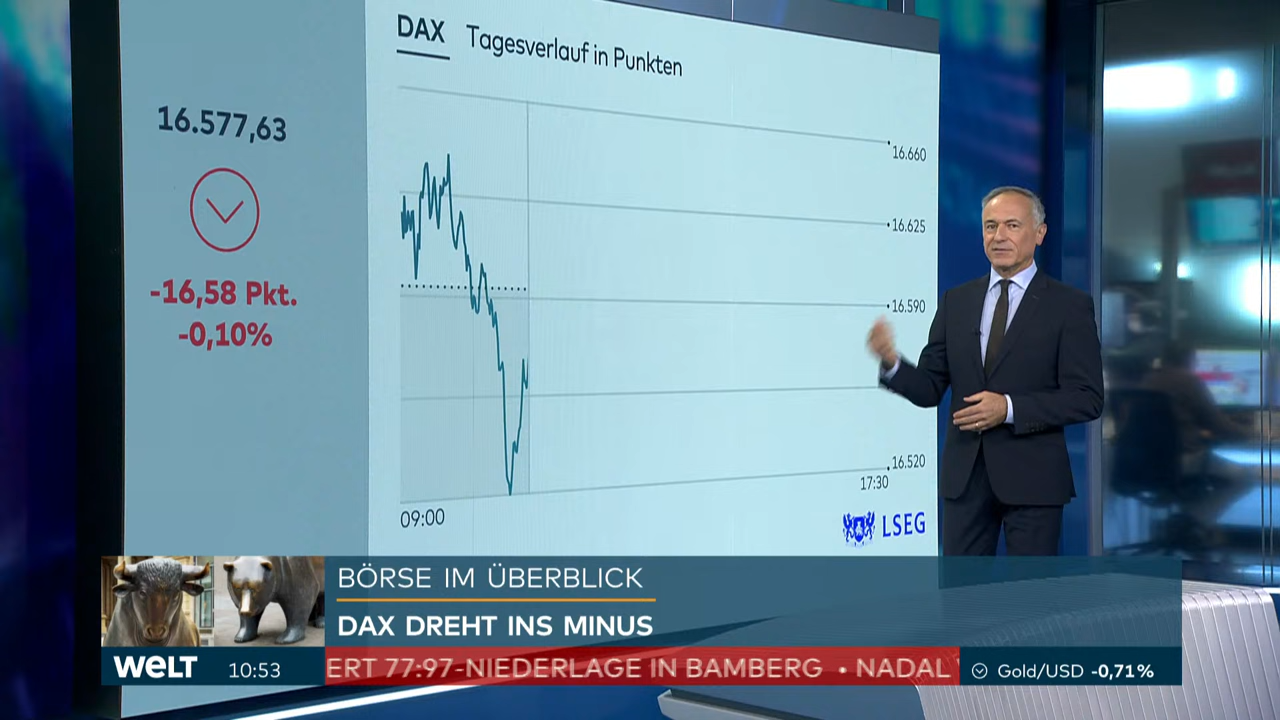 DAX Tagesverlauf in Punkten
16.577,63
-16,58 Pkt.
-0,10%
16.660
16.625
16.590
16.520
17:30
09:00
LSEG
BÖRSE IM ÜBERBLICK
DAX DREHT INS MINUS
welt 10:53 ERT 77:97-NIEDERLAGE IN BAMBERG • NADAL Gold/USD -0,71%